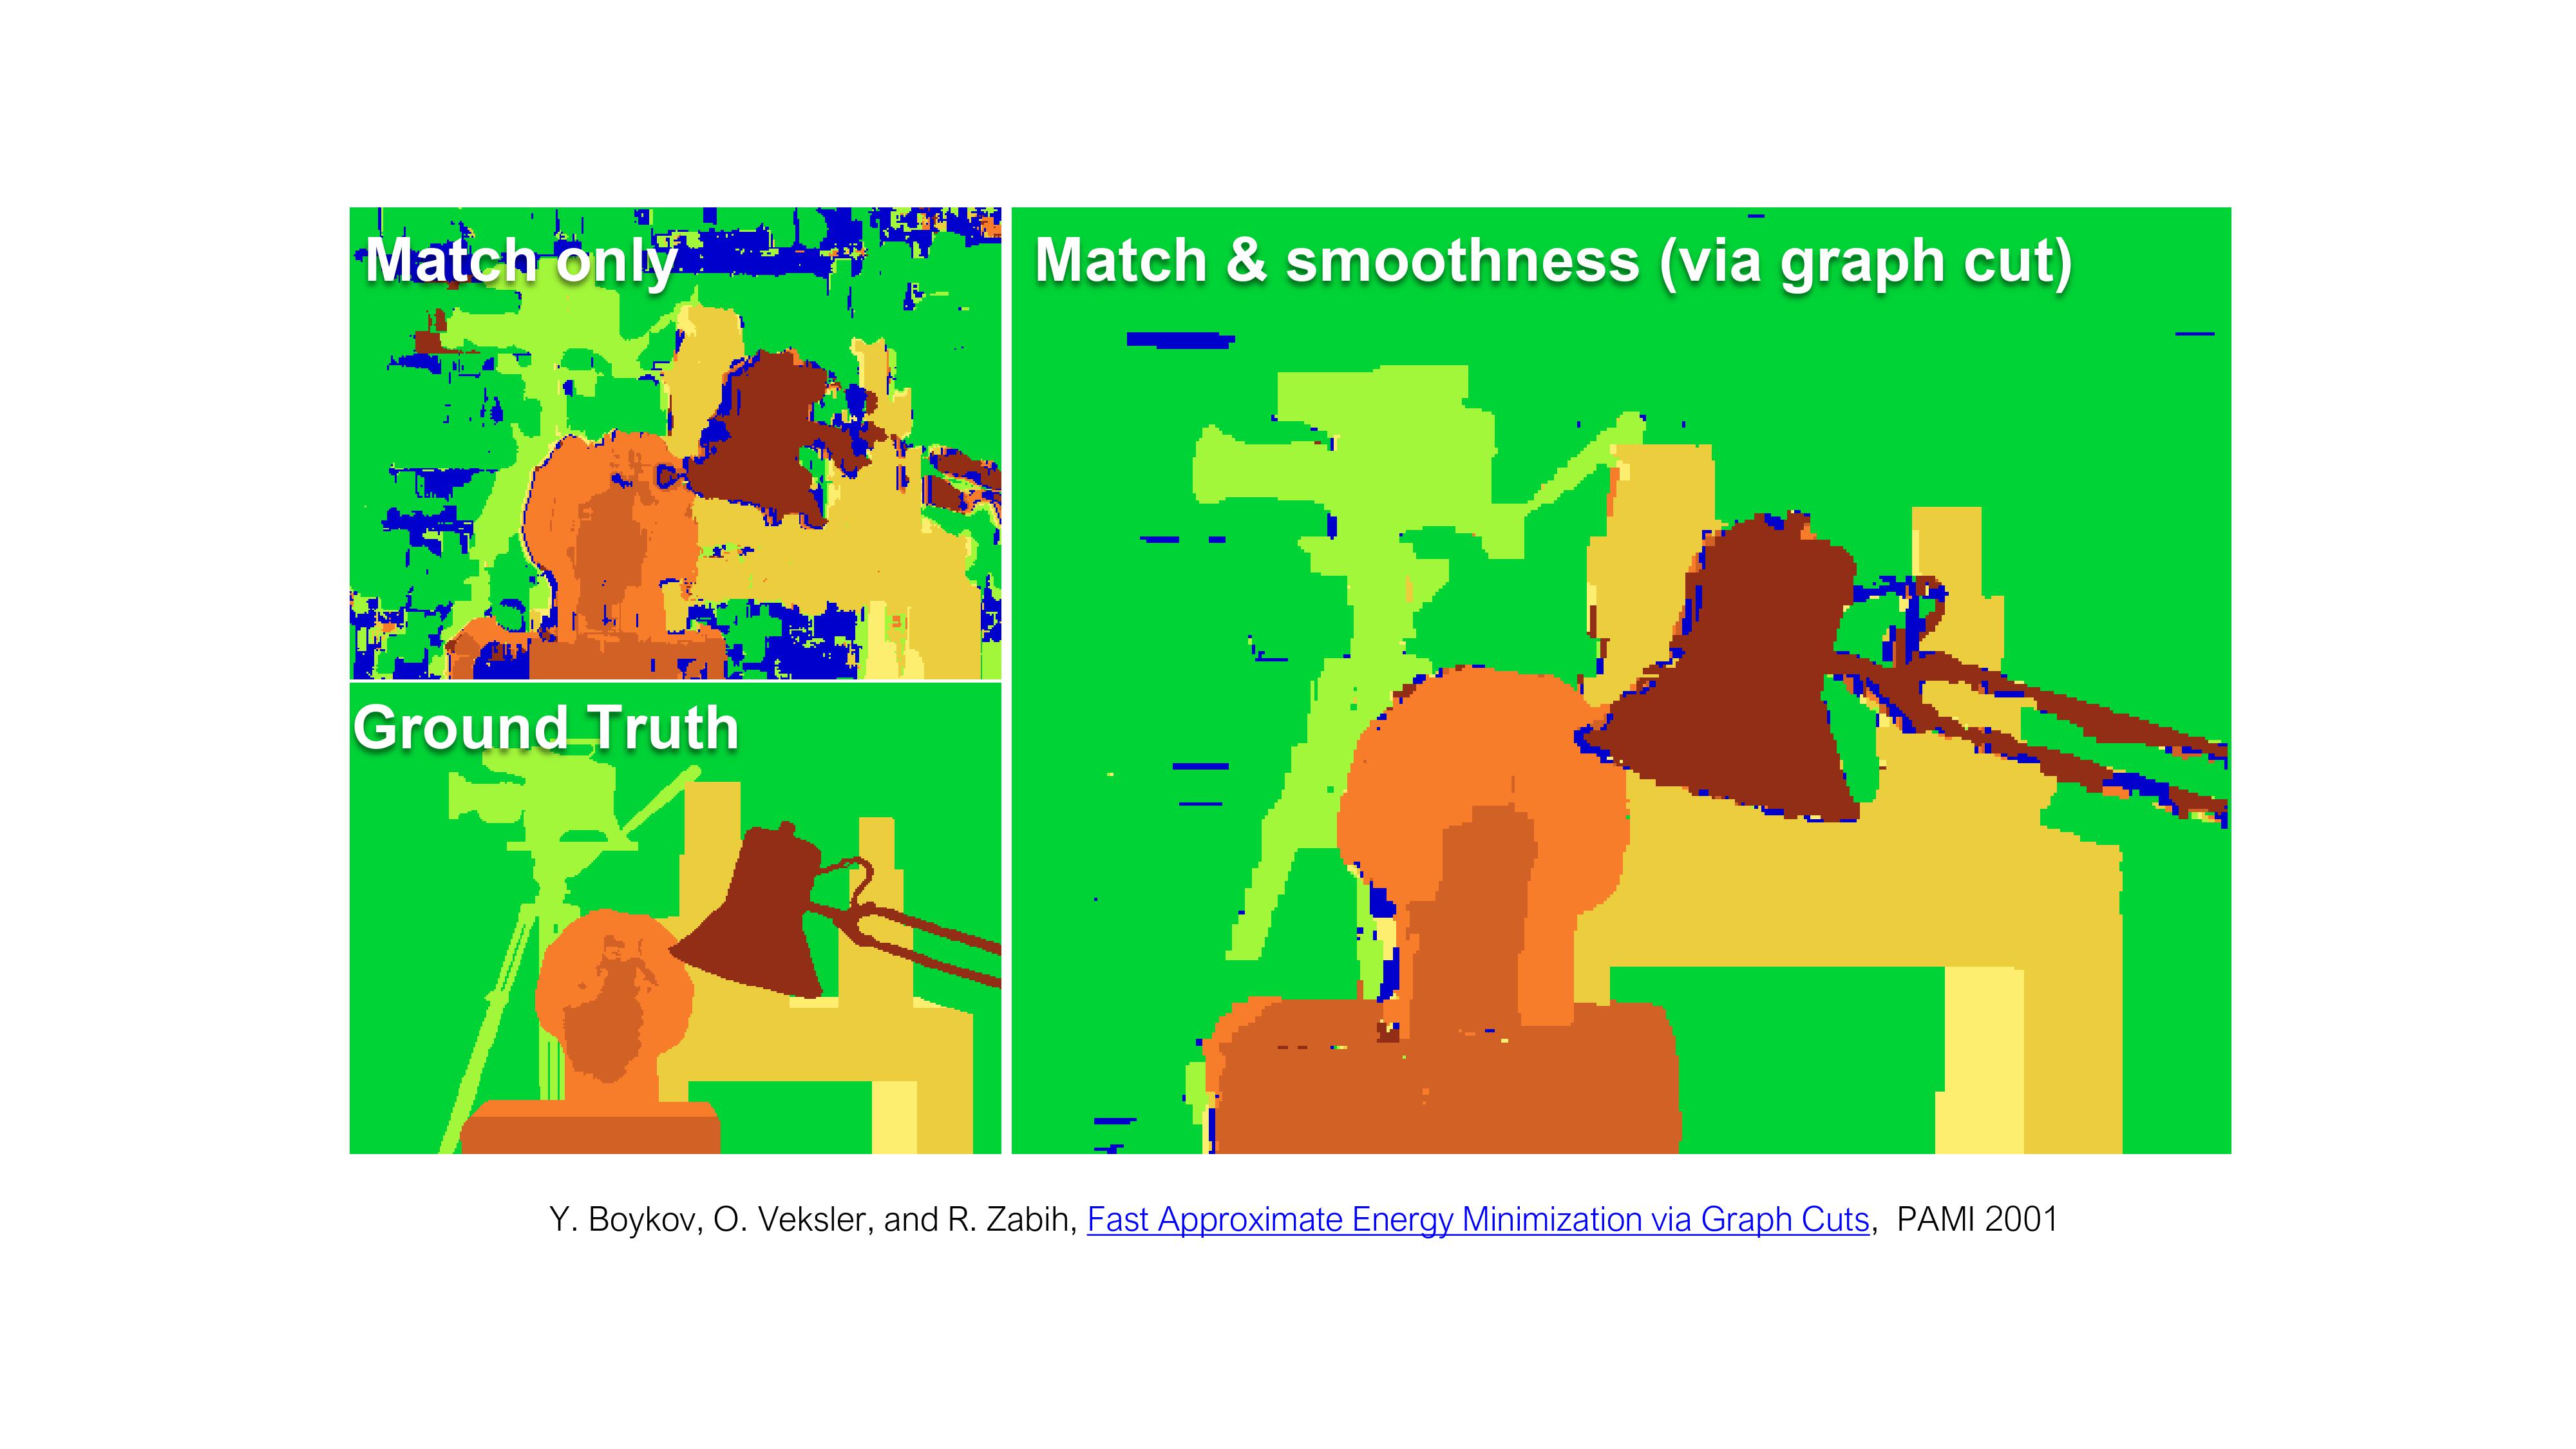 Match only
Match & smoothness (via graph cut)
Ground Truth
Y. Boykov, O. Veksler, and R. Zabih, Fast Approximate Energy Minimization via Graph Cuts, PAMI 2001